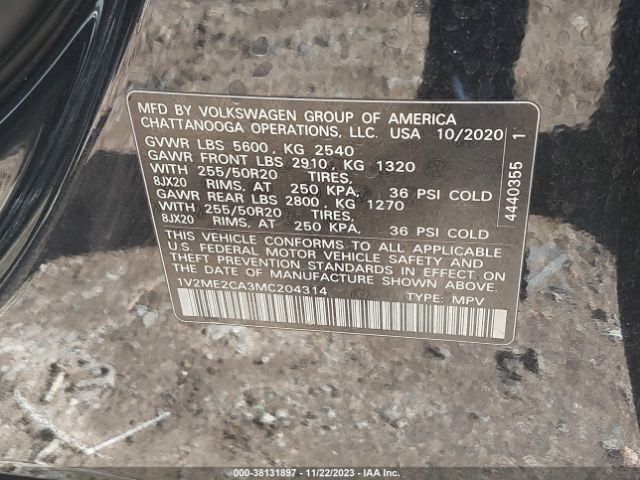 MFD BY VOLKSWAGEN GROUP OF AMERICA
CHATTANOOGA OPERATIONS, LLC. USA 10/2020
GVWR LBS 5600, KG 2540
GAWR FRONT LBS 2910, KG 1320
WITH 255/50R20 TIRES,
8JX20 RIMS, AT 250 KPA, 36 PSI COLD
GAWR REAR LBS 2800, KG 1270
WITH 255/50R20 TIRES,
8JX20 RIMS, AT 250 KPA, 36 PSI COLD
THIS VEHICLE CONFORMS TO ALL APPLICABLE
U.S. FEDERAL MOTOR VEHICLE SAFETY AND
THEFT PREVENTION STANDARDS IN EFFECT ON
THE DATE OF MANUFACTURE SHOWN ABOVE
1V2ME2CA3MC204314 TYPE: MPV
4440355 1
000-38131897 - 11/22/2023 - IAA Inc.